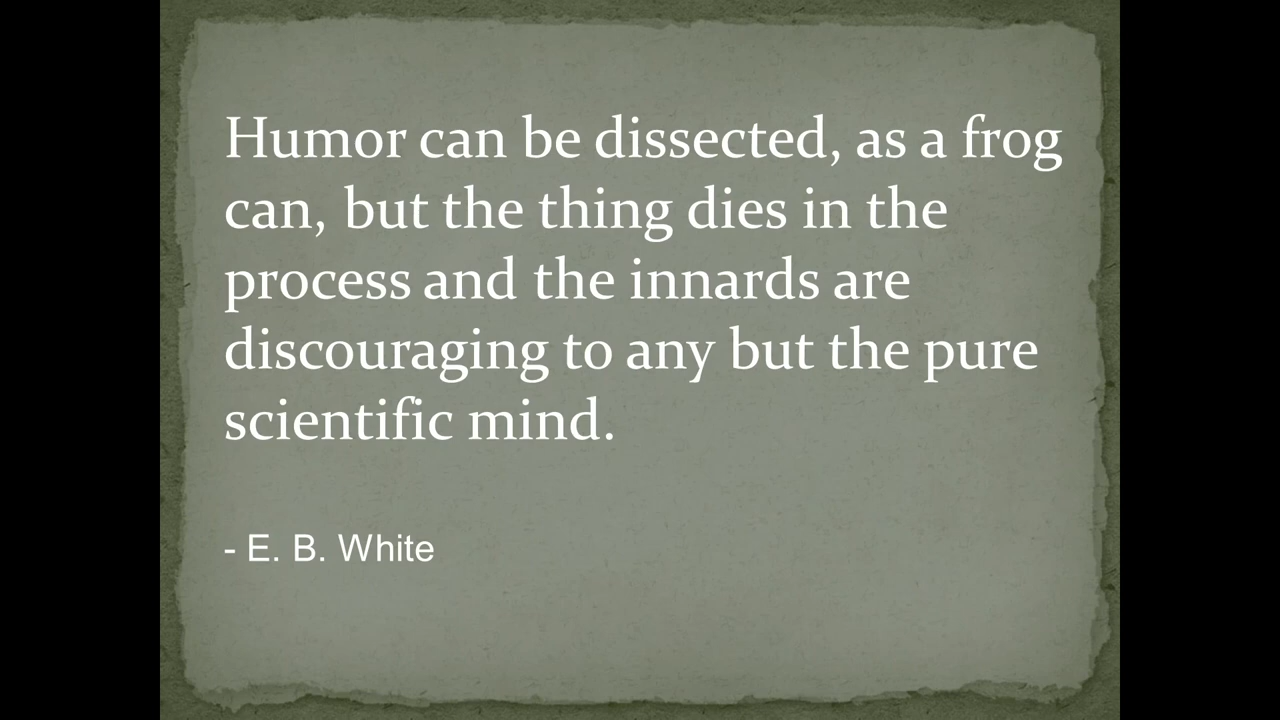 Humor can be dissected, as a frog
can, but the thing dies in the
process and the innards are
discouraging to any but the pure
scientific mind.
- E. B. White